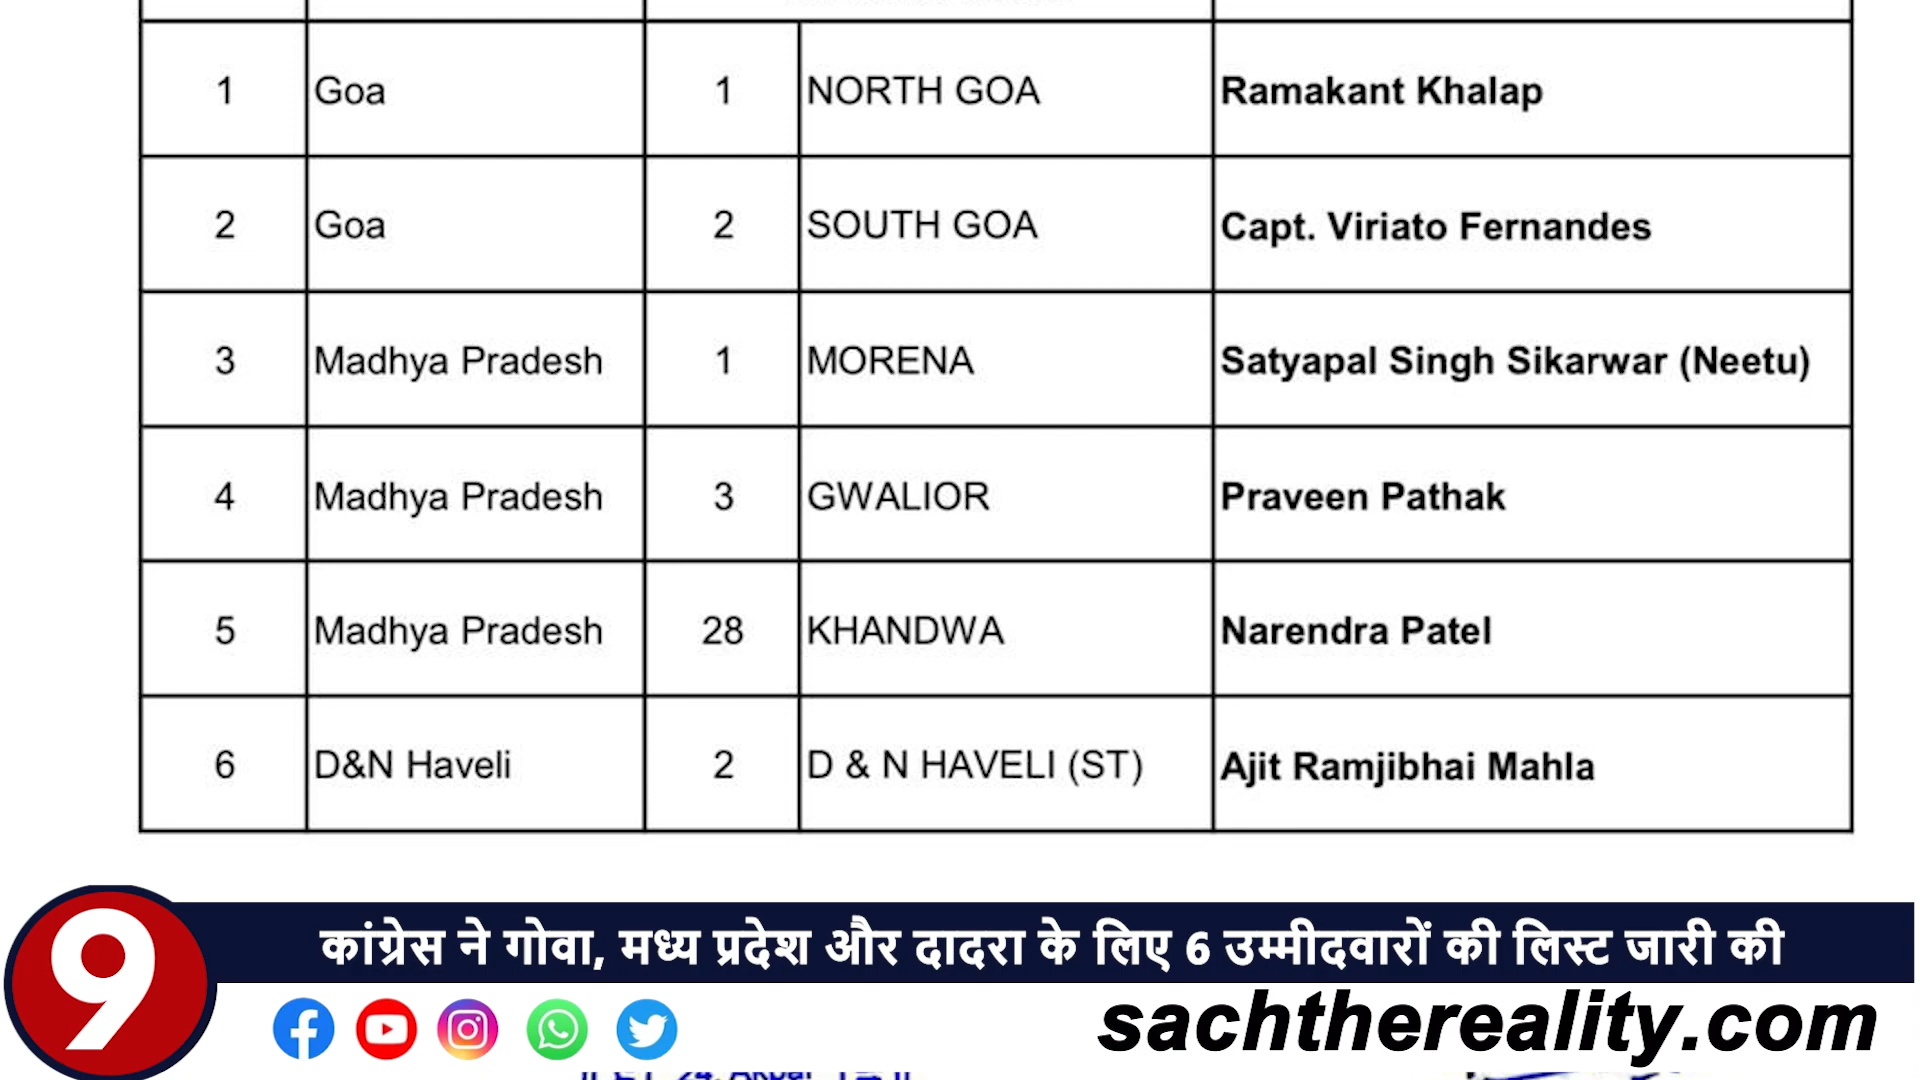 1 Goa 1 NORTH GOA Ramakant Khalap
2 Goa 2 SOUTH GOA Capt. Viriato Fernandes
3 Madhya Pradesh 1 MORENA Satyapal Singh Sikarwar (Neetu)
4 Madhya Pradesh 3 GWALIOR Praveen Pathak
5 Madhya Pradesh 28 KHANDWA Narendra Patel
6 D&N Haveli 2 D & N HAVELI (ST) Ajit Ramjibhai Mahla
9 कांग्रेस ने गोवा, मध्य प्रदेश और दादरा के लिए 6 उम्मीदवारों की लिस्ट जारी की
sachthereality.com